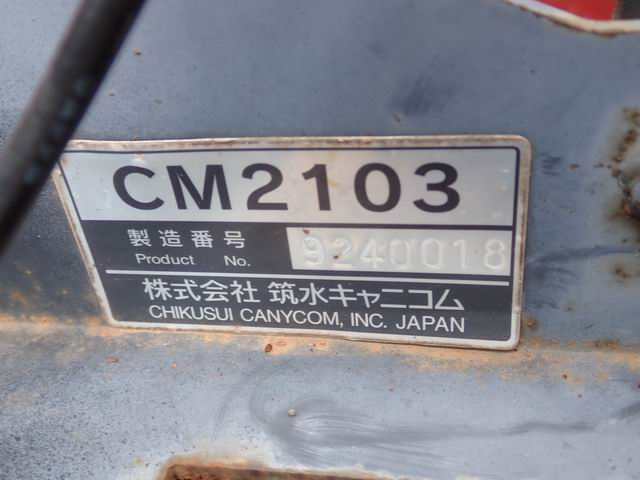 CM2103
製造番号
Product No. 9240018
株式会社 筑水キャニコム
CHIKUSUI CANYCOM, INC. JAPAN